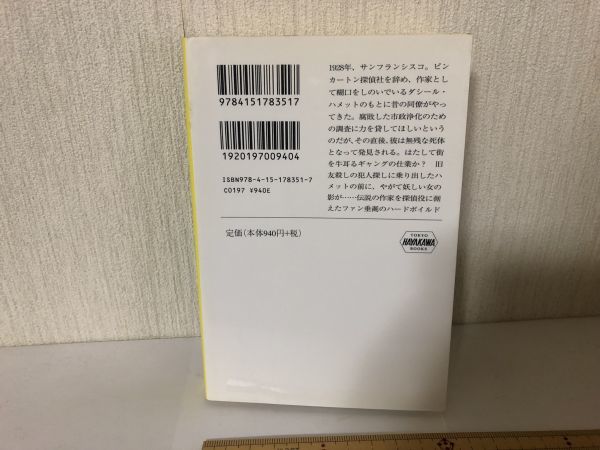 9784151783517
1920197009404
ISBN978-4-15-178351-7
C0197 ¥940E
定価(本体940円+税)
1928年、サンフランシスコ。ピン
カートン探偵社を辞め、作家とし
て糊口をしのいでいるダシール・
ハメットのもとに昔の同僚がやっ
てきた。腐敗した市政浄化のため
の調査に力を貸してほしいという
のだが、その直後、彼は無残な死体
となって発見される。はたして街
を牛耳るギャングの仕業か？ 旧
友殺しの犯人探しに乗り出したハ
メットの前に、やがて妖しい女の
影が……伝説の作家を探偵役に据
えたファン垂涎のハードボイルド
TOKYO
HAYAKAWA
BOOKS